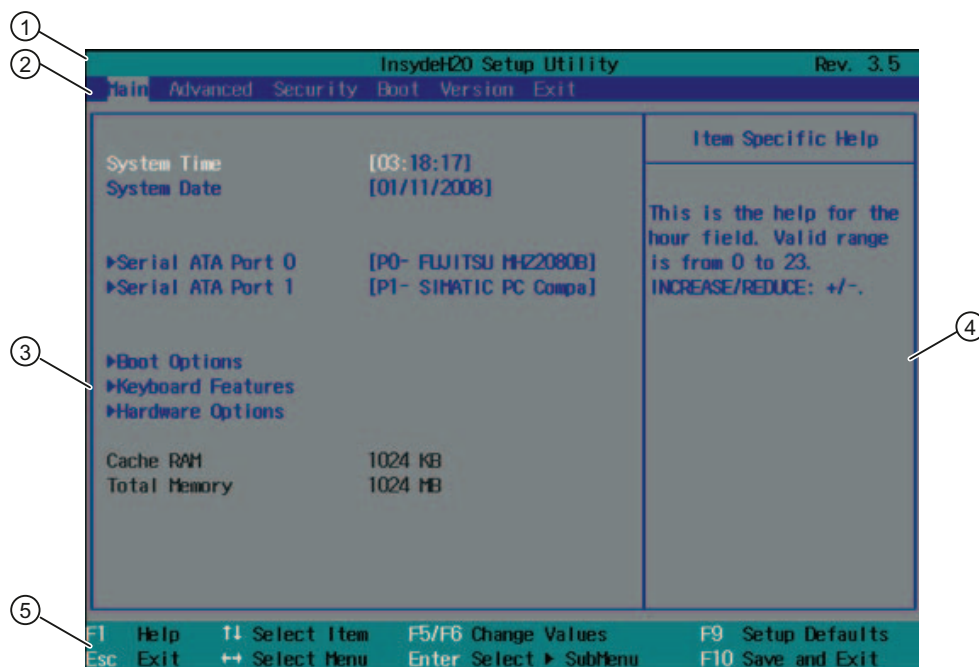 ①
InsydeH20 Setup Utility Rev. 3.5
②
Main Advanced Security Boot Version Exit
Item Specific Help
System Time [03:18:17]
System Date [01/11/2008]
This is the help for the
hour field. Valid range
is from 0 to 23.
INCREASE/REDUCE: +/-.
▶Serial ATA Port 0 [P0- FUJITSU MHZ2080B]
▶Serial ATA Port 1 [P1- SIMATIC PC Compa]
③
④
▶Boot Options
▶Keyboard Features
▶Hardware Options
Cache RAM 1024 KB
Total Memory 1024 MB
⑤
F1 Help ↑↓ Select Item F5/F6 Change Values F9 Setup Defaults
Esc Exit ↔ Select Menu Enter Select ▶ SubMenu F10 Save and Exit